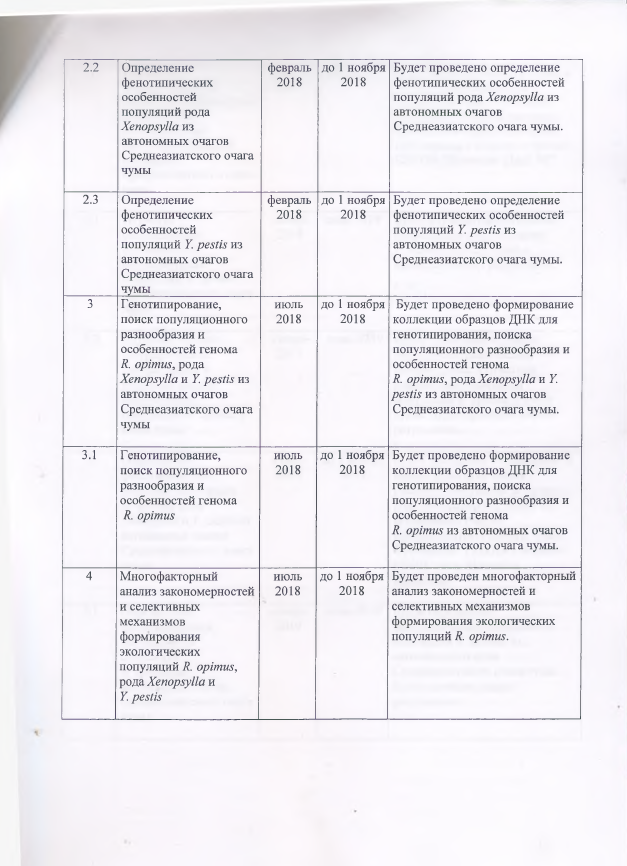 2.2
Определение
фенотипических
особенностей
популяций рода
Xenopsylla из
автономных очагов
Среднеазиатского очага
чумы
февраль
2018
до 1 ноября
2018
Будет проведено определение
фенотипических особенностей
популяций рода Xenopsylla из
автономных очагов
Среднеазиатского очага чумы.
2.3
Определение
фенотипических
особенностей
популяций Y. pestis из
автономных очагов
Среднеазиатского очага
чумы
февраль
2018
до 1 ноября
2018
Будет проведено определение
фенотипических особенностей
популяций Y. pestis из
автономных очагов
Среднеазиатского очага чумы.
3
Генотипирование,
поиск популяционного
разнообразия и
особенностей генома
R. opimus, рода
Xenopsylla и Y. pestis из
автономных очагов
Среднеазиатского очага
чумы
июль
2018
до 1 ноября
2018
Будет проведено формирование
коллекции образцов ДНК для
генотипирования, поиска
популяционного разнообразия и
особенностей генома
R. opimus, рода Xenopsylla и Y.
pestis из автономных очагов
Среднеазиатского очага чумы.
3.1
Генотипирование,
поиск популяционного
разнообразия и
особенностей генома
R. opimus
июль
2018
до 1 ноября
2018
Будет проведено формирование
коллекции образцов ДНК для
генотипирования, поиска
популяционного разнообразия и
особенностей генома
R. opimus из автономных очагов
Среднеазиатского очага чумы.
4
Многофакторный
анализ закономерностей
и селективных
механизмов
формирования
экологических
популяций R. opimus,
рода Xenopsylla и
Y. pestis
июль
2018
до 1 ноября
2018
Будет проведен многофакторный
анализ закономерностей и
селективных механизмов
формирования экологических
популяций R. opimus.